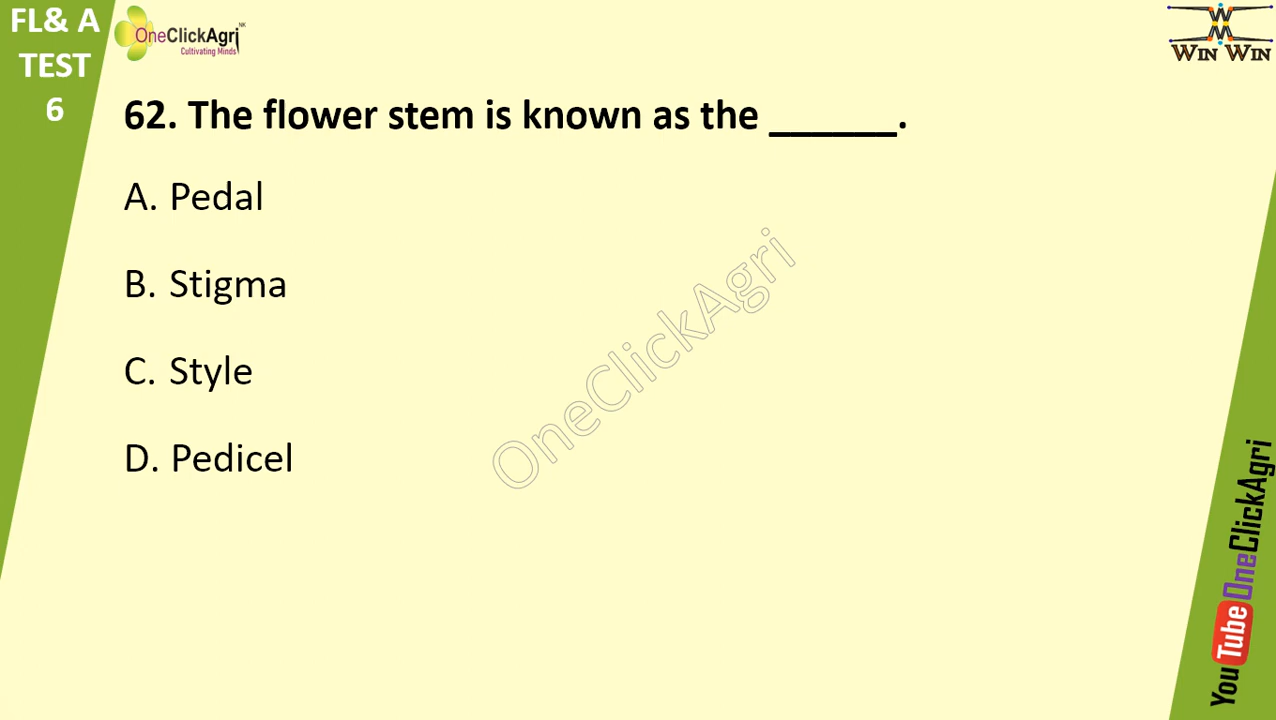 FL& A
TEST
6
OneClickAgri NK
Cultivating Minds
WIN WIN
62. The flower stem is known as the ______.
A. Pedal
B. Stigma
C. Style
D. Pedicel
OneClickAgri
YouTube OneClickAgri